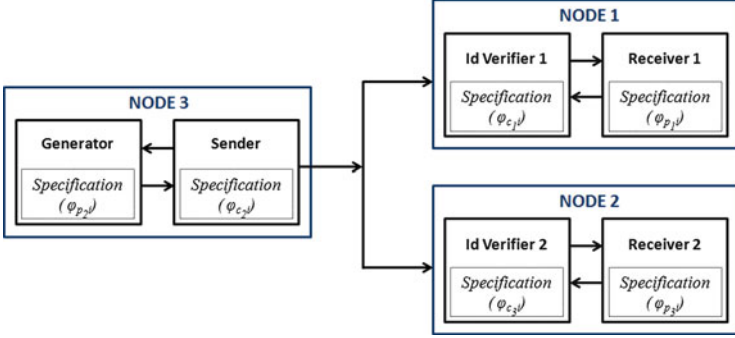 NODE 1
Id Verifier 1
Receiver 1
Specification
(φc₁i)
Specification
(φp₁i)
NODE 3
Generator
Sender
Specification
(φp₂i)
Specification
(φc₂i)
NODE 2
Id Verifier 2
Receiver 2
Specification
(φc₃i)
Specification
(φp₃i)